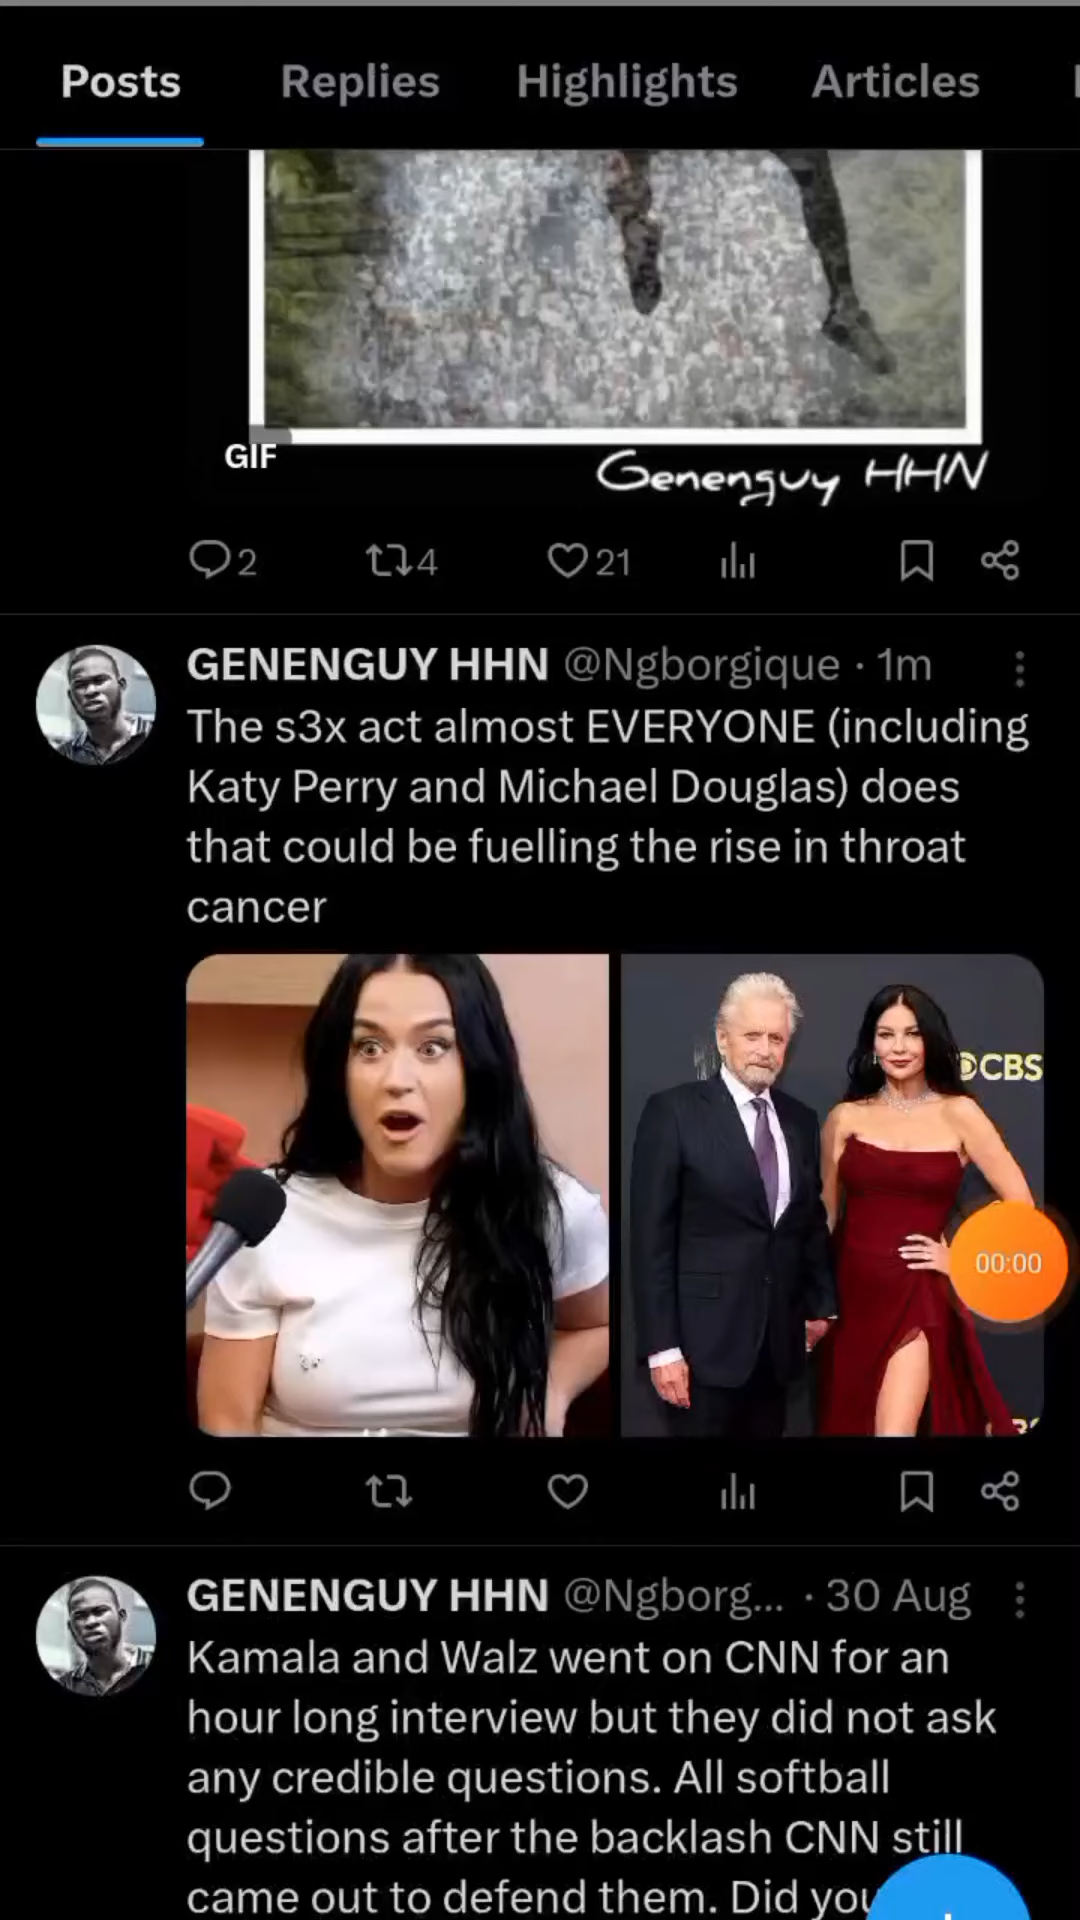 Posts Replies Highlights Articles
GIF
Genenguy HHN
2 4 21
GENENGUY HHN @Ngborgique · 1m
The s3x act almost EVERYONE (including
Katy Perry and Michael Douglas) does
that could be fuelling the rise in throat
cancer
CBS
00:00
GENENGUY HHN @Ngborg... · 30 Aug
Kamala and Walz went on CNN for an
hour long interview but they did not ask
any credible questions. All softball
questions after the backlash CNN still
came out to defend them. Did you